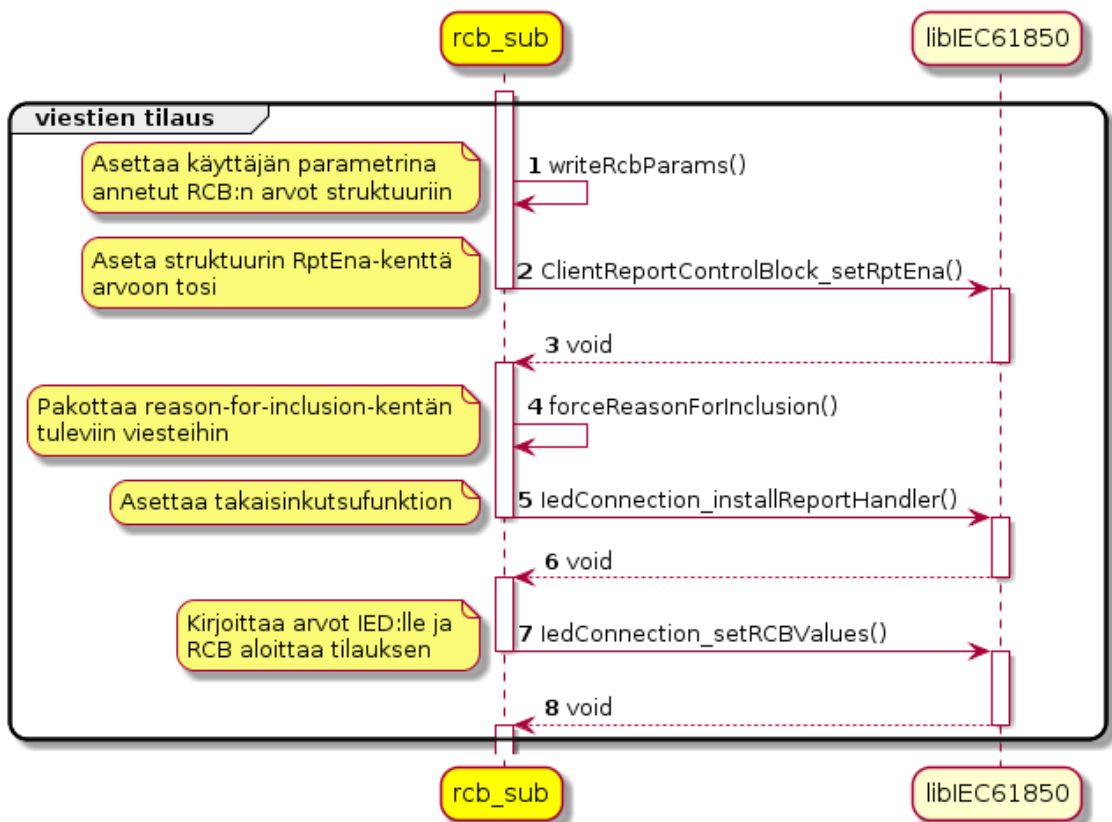 rcb_sub
libIEC61850
viestien tilaus
Asettaa käyttäjän parametrina
annetut RCB:n arvot struktuuriin
1 writeRcbParams()
Aseta struktuurin RptEna-kenttä
arvoon tosi
2 ClientReportControlBlock_setRptEna()
3 void
Pakottaa reason-for-inclusion-kentän
tuleviin viesteihin
4 forceReasonForInclusion()
Asettaa takaisinkutsufunktion
5 IedConnection_installReportHandler()
6 void
Kirjoittaa arvot IED:lle ja
RCB aloittaa tilauksen
7 IedConnection_setRCBValues()
8 void
rcb_sub
libIEC61850